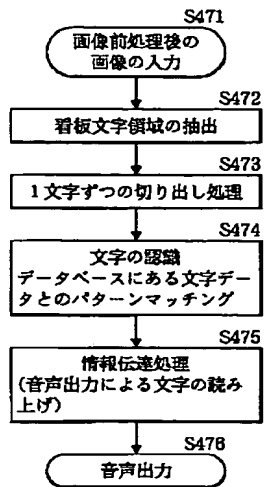 S471
画像前処理後の
画像の入力
S472
看板文字領域の抽出
S473
1文字ずつの切り出し処理
S474
文字の認識
データベースにある文字デー
タとのパターンマッチング
S475
情報伝達処理
(音声出力による文字の読み
上げ)
S476
音声出力